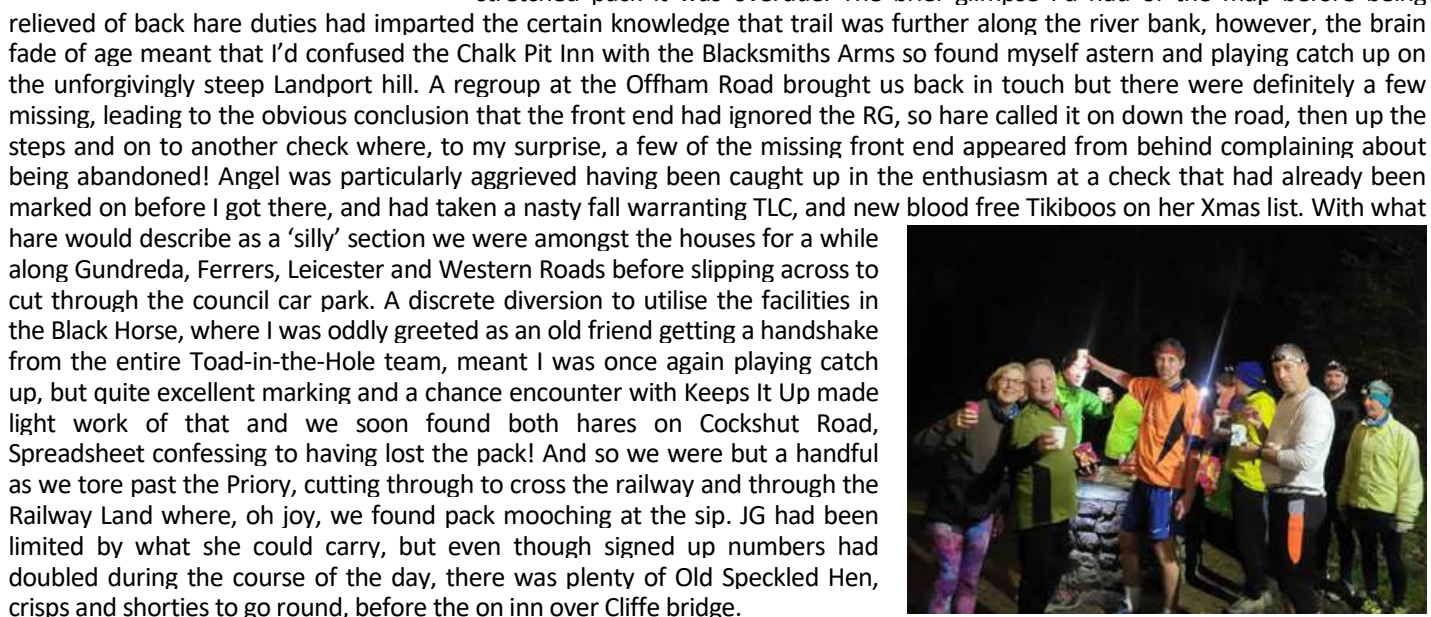 stretched pack it was overdue. The brief glimpse I'd had of the map before being
relieved of back hare duties had imparted the certain knowledge that trail was further along the river bank, however, the brain
fade of age meant that I'd confused the Chalk Pit Inn with the Blacksmiths Arms so found myself astern and playing catch up on
the unforgivingly steep Landport hill. A regroup at the Offham Road brought us back in touch but there were definitely a few
missing, leading to the obvious conclusion that the front end had ignored the RG, so hare called it on down the road, then up the
steps and on to another check where, to my surprise, a few of the missing front end appeared from behind complaining about
being abandoned! Angel was particularly aggrieved having been caught up in the enthusiasm at a check that had already been
marked on before I got there, and had taken a nasty fall warranting TLC, and new blood free Tikiboos on her Xmas list. With what
hare would describe as a 'silly' section we were amongst the houses for a while
along Gundreda, Ferrers, Leicester and Western Roads before slipping across to
cut through the council car park. A discrete diversion to utilise the facilities in
the Black Horse, where I was oddly greeted as an old friend getting a handshake
from the entire Toad-in-the-Hole team, meant I was once again playing catch
up, but quite excellent marking and a chance encounter with Keeps It Up made
light work of that and we soon found both hares on Cockshut Road,
Spreadsheet confessing to having lost the pack! And so we were but a handful
as we tore past the Priory, cutting through to cross the railway and through the
Railway Land where, oh joy, we found pack mooching at the sip. JG had been
limited by what she could carry, but even though signed up numbers had
doubled during the course of the day, there was plenty of Old Speckled Hen,
crisps and shorties to go round, before the on inn over Cliffe bridge.